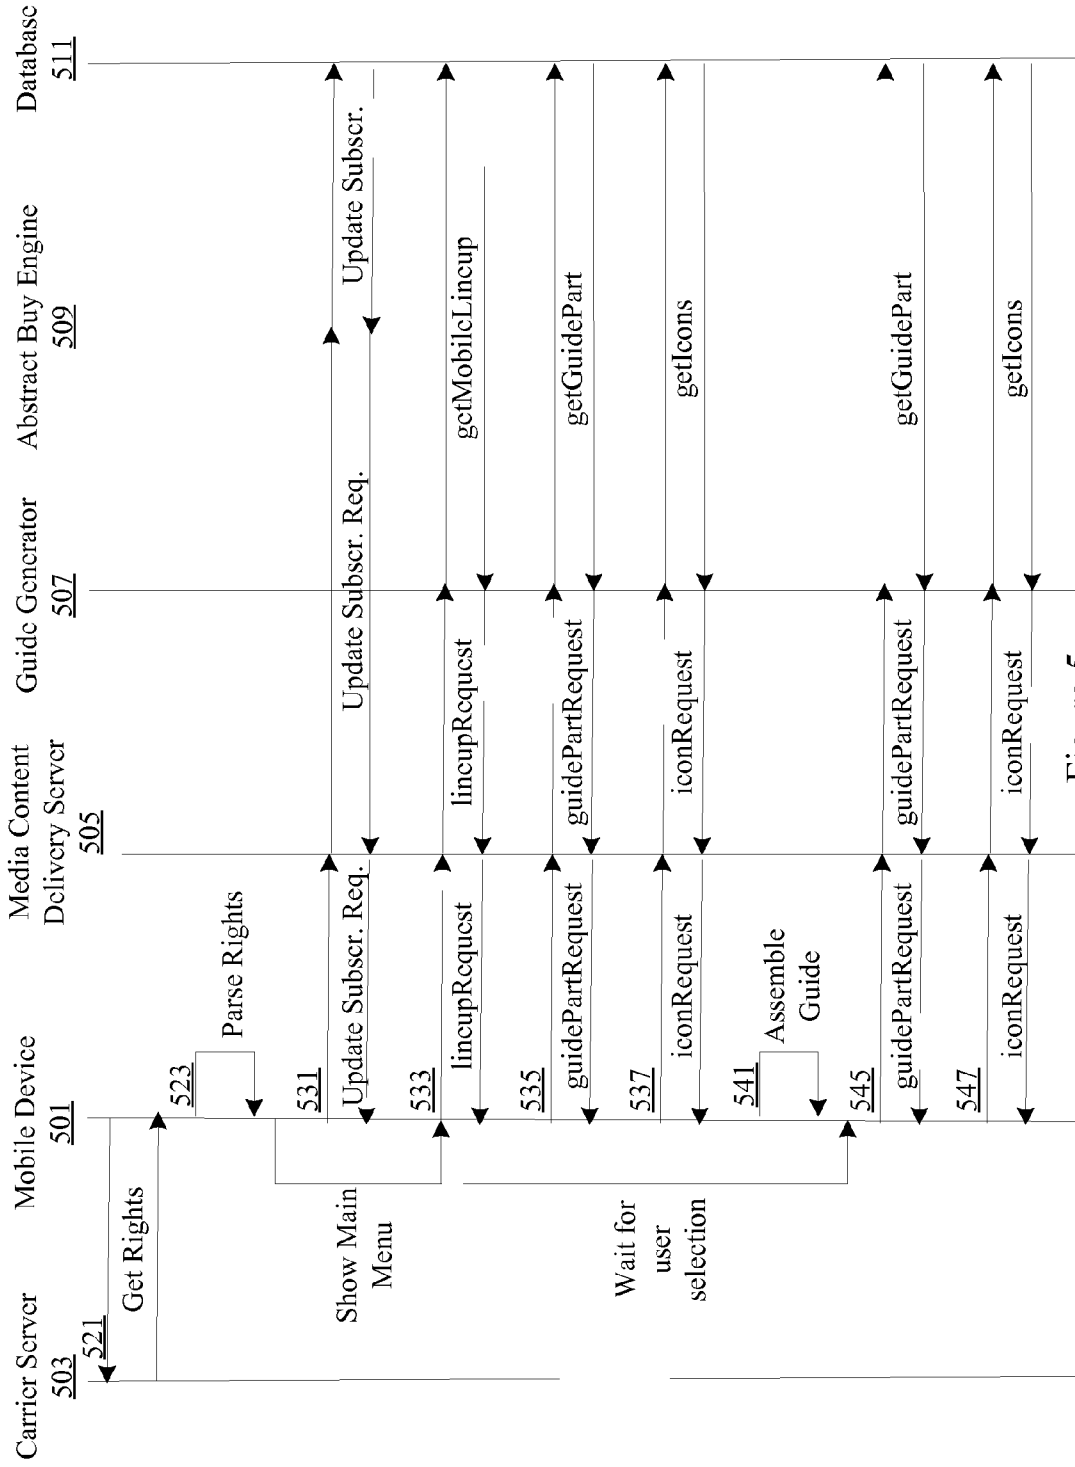 Carrier Server
503
Mobile Device
501
Media Content
Delivery Server
505
Guide Generator
507
Abstract Buy Engine
509
Database
511
521
Get Rights
523
Parse Rights
Show Main
Menu
531
Update Subscr. Req.
Update Subscr. Req.
Update Subscr.
533
lineupRequest
lineupRequest
getMobileLineup
535
guidePartRequest
guidePartRequest
getGuidePart
537
iconRequest
iconRequest
getIcons
Wait for
user
selection
541
Assemble
Guide
545
guidePartRequest
guidePartRequest
getGuidePart
547
iconRequest
iconRequest
getIcons